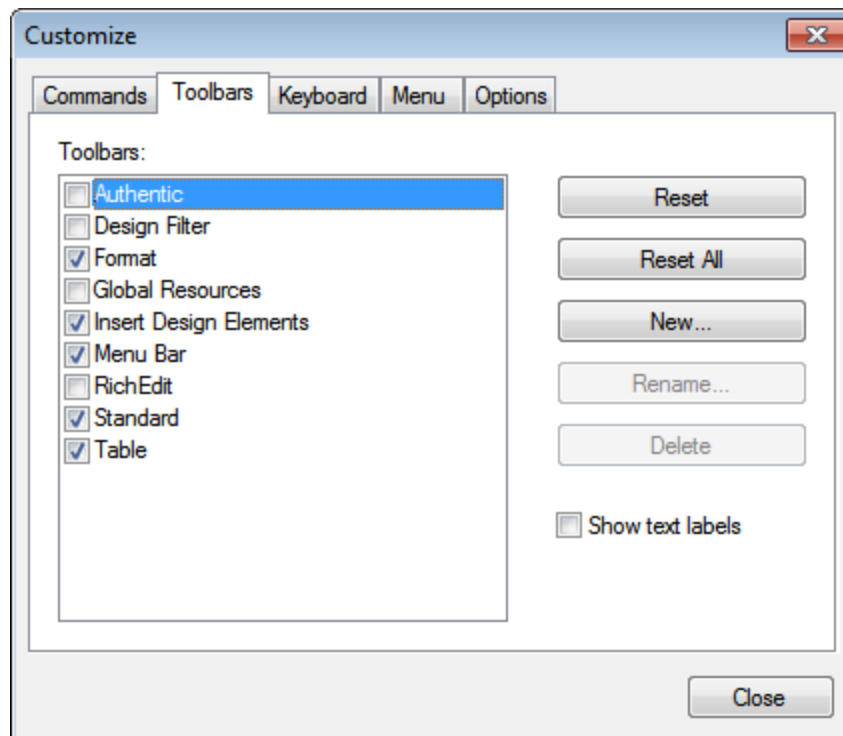 Customize
Commands Toolbars Keyboard Menu Options
Toolbars:
Authentic
Design Filter
Format
Global Resources
Insert Design Elements
Menu Bar
RichEdit
Standard
Table
Reset
Reset All
New...
Rename...
Delete
Show text labels
Close